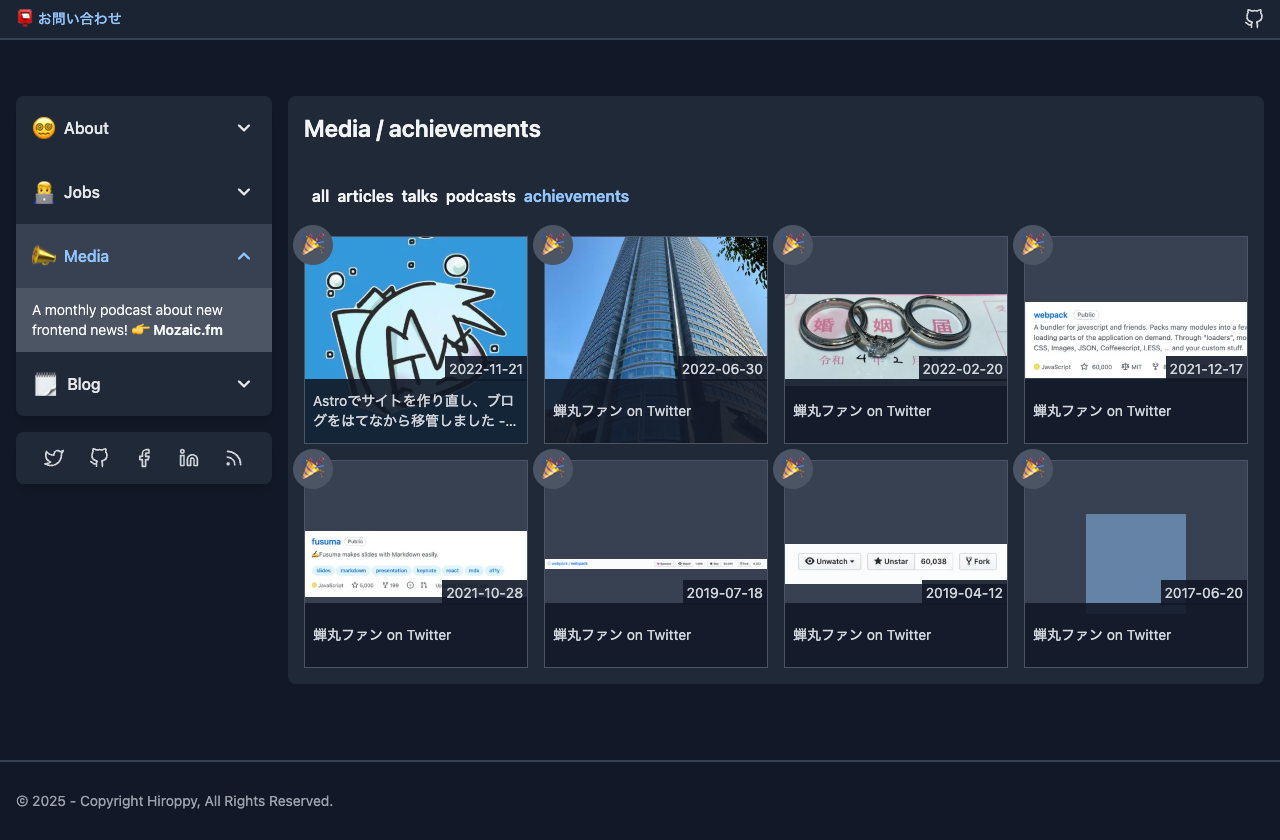 お問い合わせ
About
Jobs
Media
A monthly podcast about new
frontend news! 👉 Mozaic.fm
Blog
Media / achievements
all articles talks podcasts achievements
2022-11-21
Astroでサイトを作り直し、ブロ
グをはてなから移管しました -...
2022-06-30
蝉丸ファン on Twitter
婚 姻 届
令和 4 年 2
2022-02-20
蝉丸ファン on Twitter
webpack Public
A bundler for javascript and friends. Packs many modules into a few
loading parts of the application on demand. Through "loaders", mo
CSS, Images, JSON, Coffeescript, LESS, ... and your custom stuff.
JavaScript 60,000 MIT
2021-12-17
蝉丸ファン on Twitter
fusuma Public
Fusuma makes slides with Markdown easily.
slides markdown presentation keynote react mdx a11y
JavaScript 5,000 199
2021-10-28
蝉丸ファン on Twitter
webpack / webpack
2019-07-18
蝉丸ファン on Twitter
Unwatch Unstar 60,038 Fork
2019-04-12
蝉丸ファン on Twitter
2017-06-20
蝉丸ファン on Twitter
© 2025 - Copyright Hiroppy, All Rights Reserved.